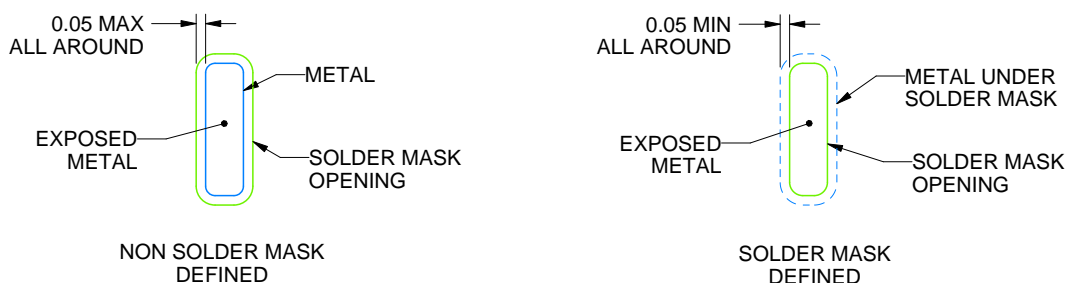 0.05 MAX
ALL AROUND
METAL
EXPOSED
METAL
SOLDER MASK
OPENING
NON SOLDER MASK
DEFINED
0.05 MIN
ALL AROUND
METAL UNDER
SOLDER MASK
EXPOSED
METAL
SOLDER MASK
OPENING
SOLDER MASK
DEFINED